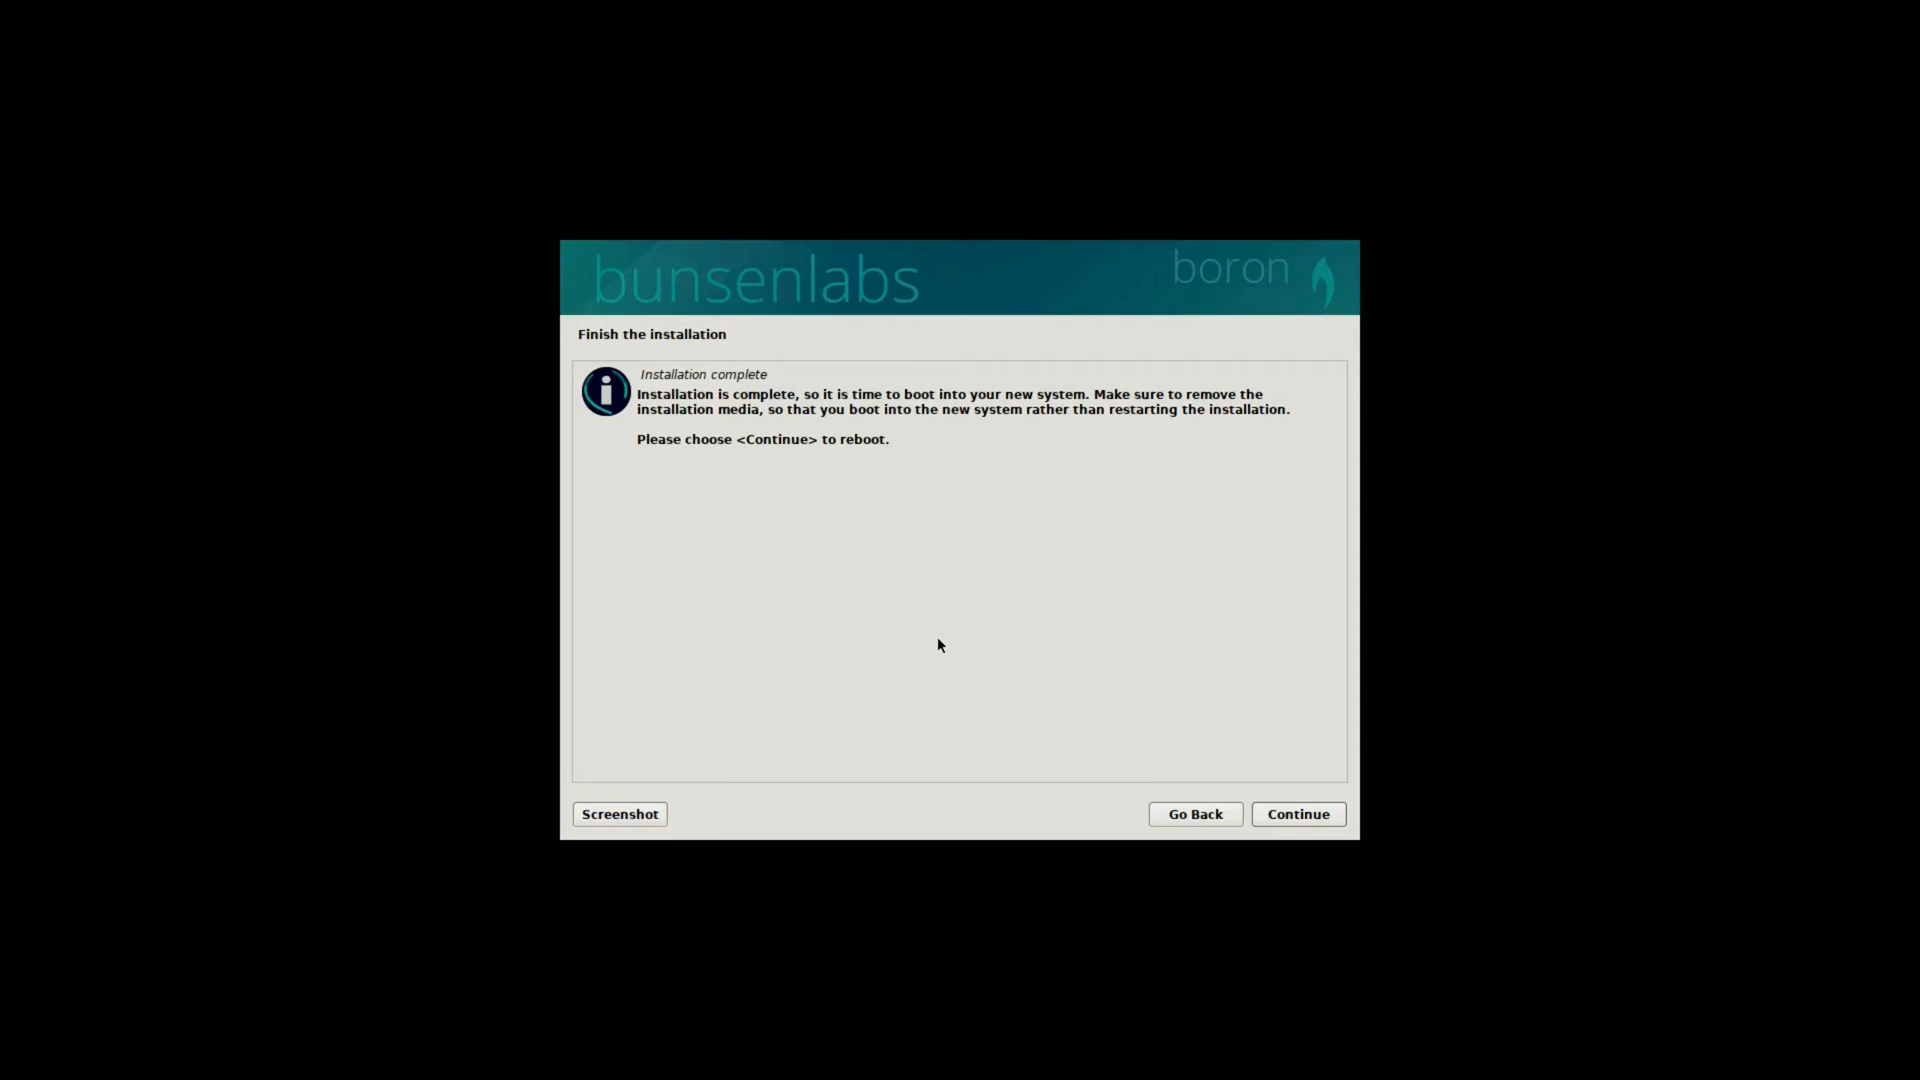 bunsenlabs
boron
Finish the installation
Installation complete
Installation is complete, so it is time to boot into your new system. Make sure to remove the
installation media, so that you boot into the new system rather than restarting the installation.
Please choose <Continue> to reboot.
Screenshot
Go Back
Continue